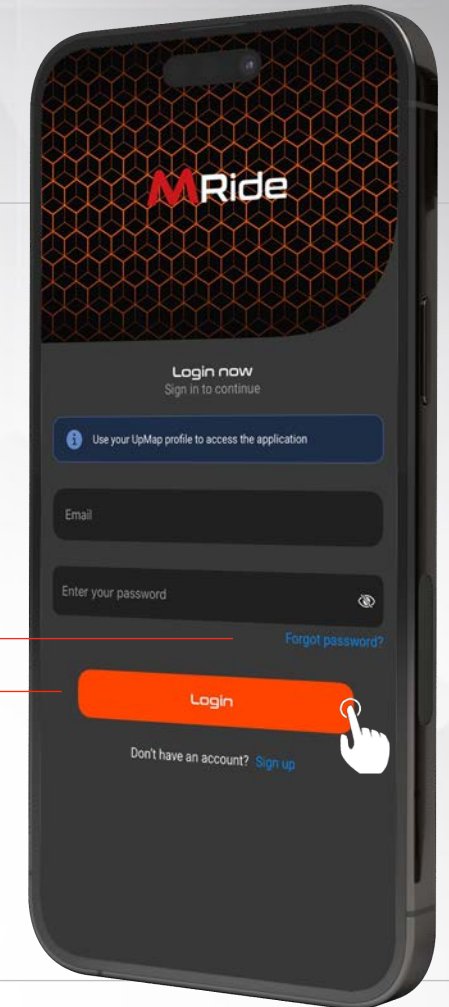 MRide
Login now
Sign in to continue
Use your UpMap profile to access the application
Email
Enter your password
Forgot password?
Login
Don't have an account? Sign up